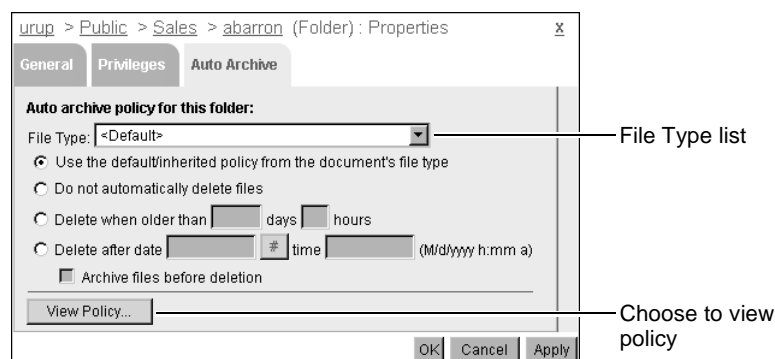 urup > Public > Sales > abarron (Folder) : Properties x
General Privileges Auto Archive
Auto archive policy for this folder:
File Type: <Default>
File Type list
Use the default/inherited policy from the document's file type
Do not automatically delete files
Delete when older than days hours
Delete after date # time (M/d/yyyy h:mm a)
Archive files before deletion
View Policy...
Choose to view
policy
OK Cancel Apply